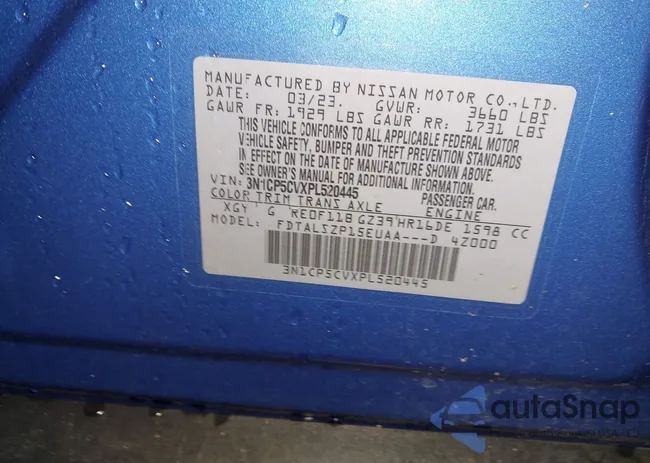 MANUFACTURED BY NISSAN MOTOR CO., LTD.
DATE: 03/23. GVWR: 3660 LBS
GAWR FR: 1929 LBS GAWR RR: 1731 LBS
THIS VEHICLE CONFORMS TO ALL APPLICABLE FEDERAL MOTOR
VEHICLE SAFETY, BUMPER AND THEFT PREVENTION STANDARDS
IN EFFECT ON THE DATE OF MANUFACTURE SHOWN ABOVE.
SEE OWNER'S MANUAL FOR ADDITIONAL INFORMATION
VIN: 3N1CP5CVXPL520445 PASSENGER CAR.
COLOR TRIM TRANS AXLE ENGINE
XGY G RE0F11B GZ39 HR16DE 1598 CC
MODEL: FDTALSZP15EUAA---D 4Z000
3N1CP5CVXPL520445
autoSnap